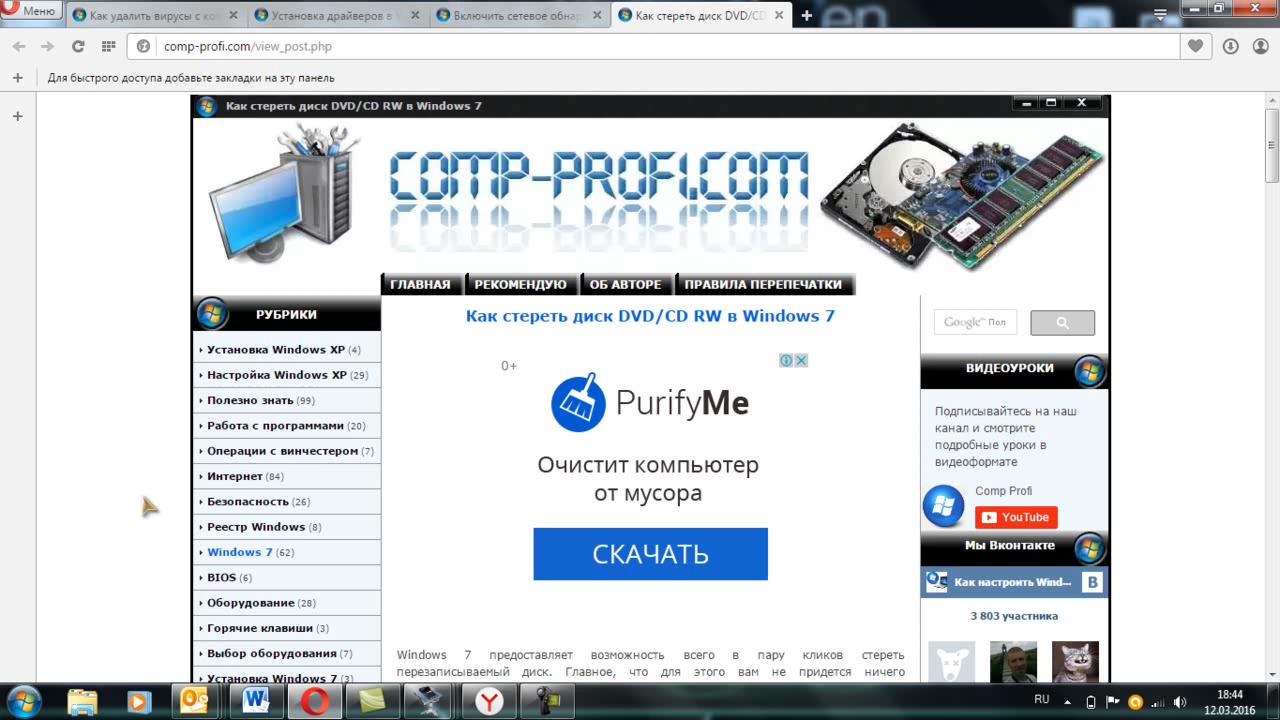 Меню
Как удалить вирусы с ко
Установка драйверов в
Включить сетевое обнар
Как стереть диск DVD/CD
comp-profi.com/view_post.php
Для быстрого доступа добавьте закладки на эту панель
Как стереть диск DVD/CD RW в Windows 7
COMP-PROFI.COM
ГЛАВНАЯ
РЕКОМЕНДУЮ
ОБ АВТОРЕ
ПРАВИЛА ПЕРЕПЕЧАТКИ
РУБРИКИ
Установка Windows XP (4)
Настройка Windows XP (29)
Полезно знать (99)
Работа с программами (20)
Операции с винчестером (7)
Интернет (84)
Безопасность (26)
Реестр Windows (8)
Windows 7 (62)
BIOS (6)
Оборудование (28)
Горячие клавиши (3)
Выбор оборудования (7)
Установка Windows 7 (3)
Как стереть диск DVD/CD RW в Windows 7
0+
PurifyMe
Очистит компьютер
от мусора
СКАЧАТЬ
Windows 7 предоставляет возможность всего в пару кликов стереть
перезаписываемый диск. Главное, что для этого вам не придется ничего
Google™ Пол
ВИДЕОУРОКИ
Подписывайтесь на наш
канал и смотрите
подробные уроки в
видеоформате
Comp Profi
YouTube
Мы Вконтакте
Как настроить Wind...
B
3 803 участника
RU
18:44
12.03.2016